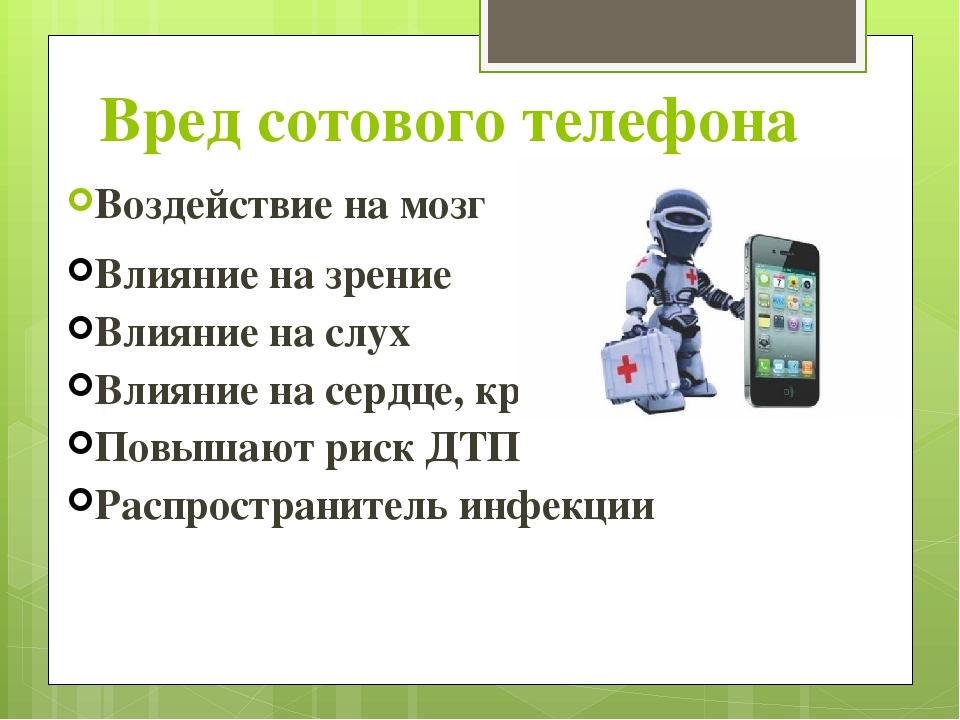 Вред сотового телефона
Воздействие на мозг
Влияние на зрение
Влияние на слух
Влияние на сердце, кр
Повышают риск ДТП
Распространитель инфекции